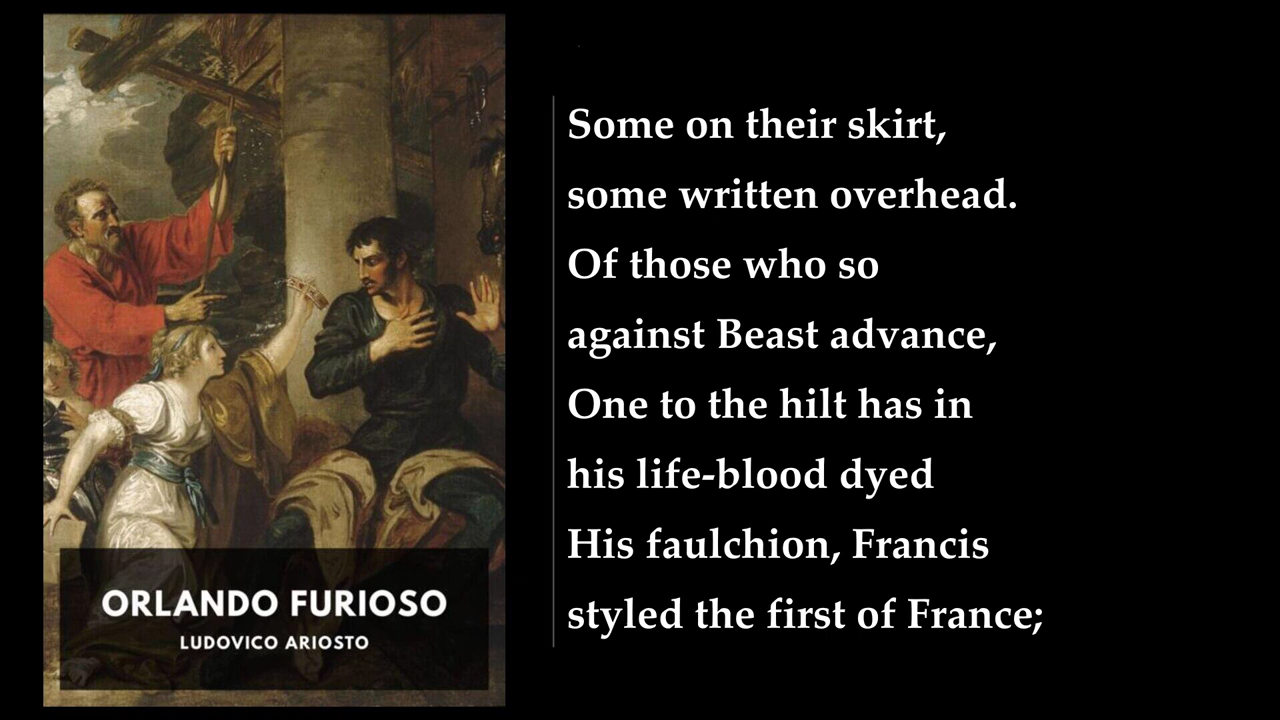 ORLANDO FURIOSO
LUDOVICO ARIOSTO
Some on their skirt,
some written overhead.
Of those who so
against Beast advance,
One to the hilt has in
his life-blood dyed
His faulchion, Francis
styled the first of France;